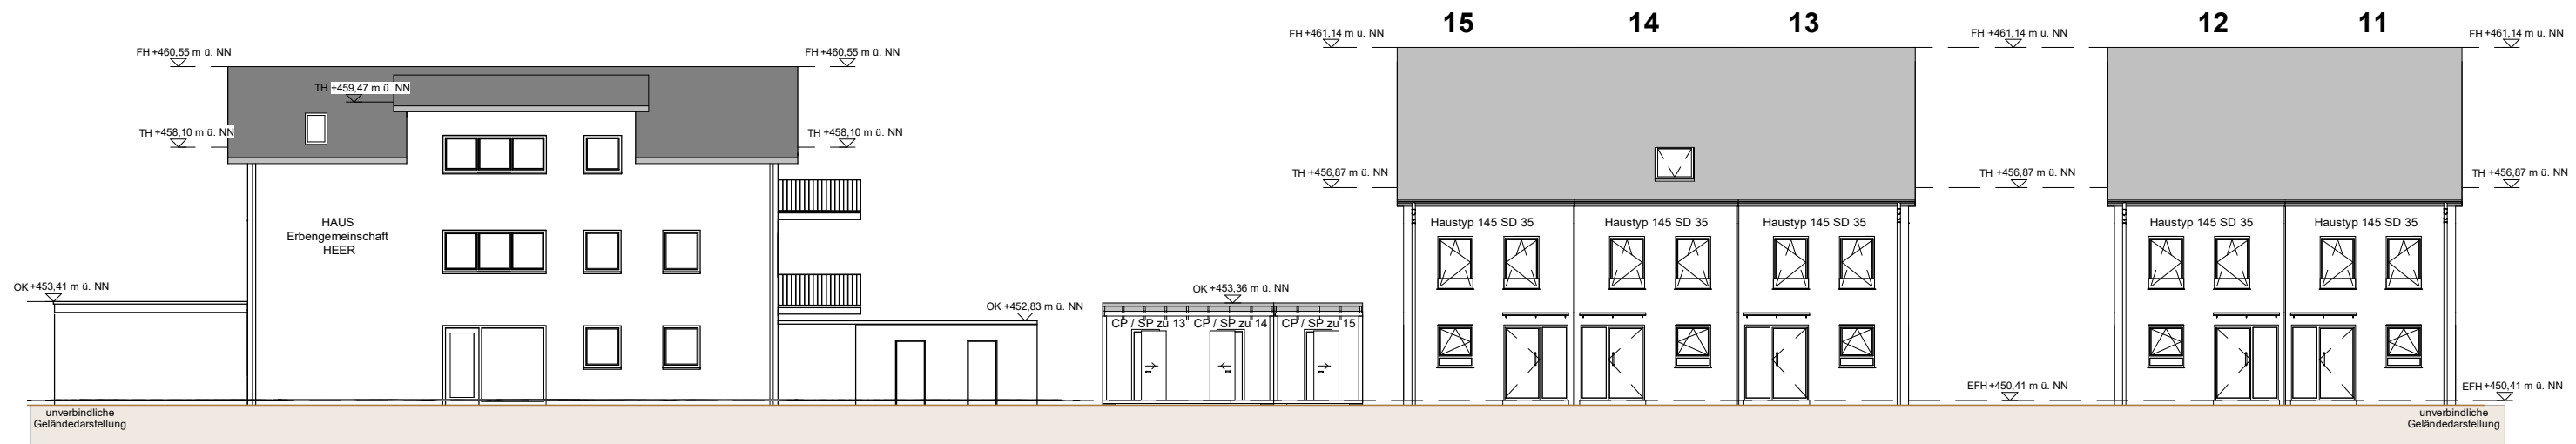 15
14
13
12
11
FH +460,55 m ü. NN
FH +460,55 m ü. NN
FH +461,14 m ü. NN
FH +461,14 m ü. NN
FH +461,14 m ü. NN
TH +459,47 m ü. NN
TH +458,10 m ü. NN
TH +458,10 m ü. NN
TH +456,87 m ü. NN
TH +456,87 m ü. NN
TH +456,87 m ü. NN
HAUS
Erbengemeinschaft
HEER
Haustyp 145 SD 35
Haustyp 145 SD 35
Haustyp 145 SD 35
Haustyp 145 SD 35
Haustyp 145 SD 35
OK +453,41 m ü. NN
OK +452,83 m ü. NN
OK +453,36 m ü. NN
CP / SP zu 13
CP / SP zu 14
CP / SP zu 15
EFH +450,41 m ü. NN
EFH +450,41 m ü. NN
unverbindliche
Geländedarstellung
unverbindliche
Geländedarstellung